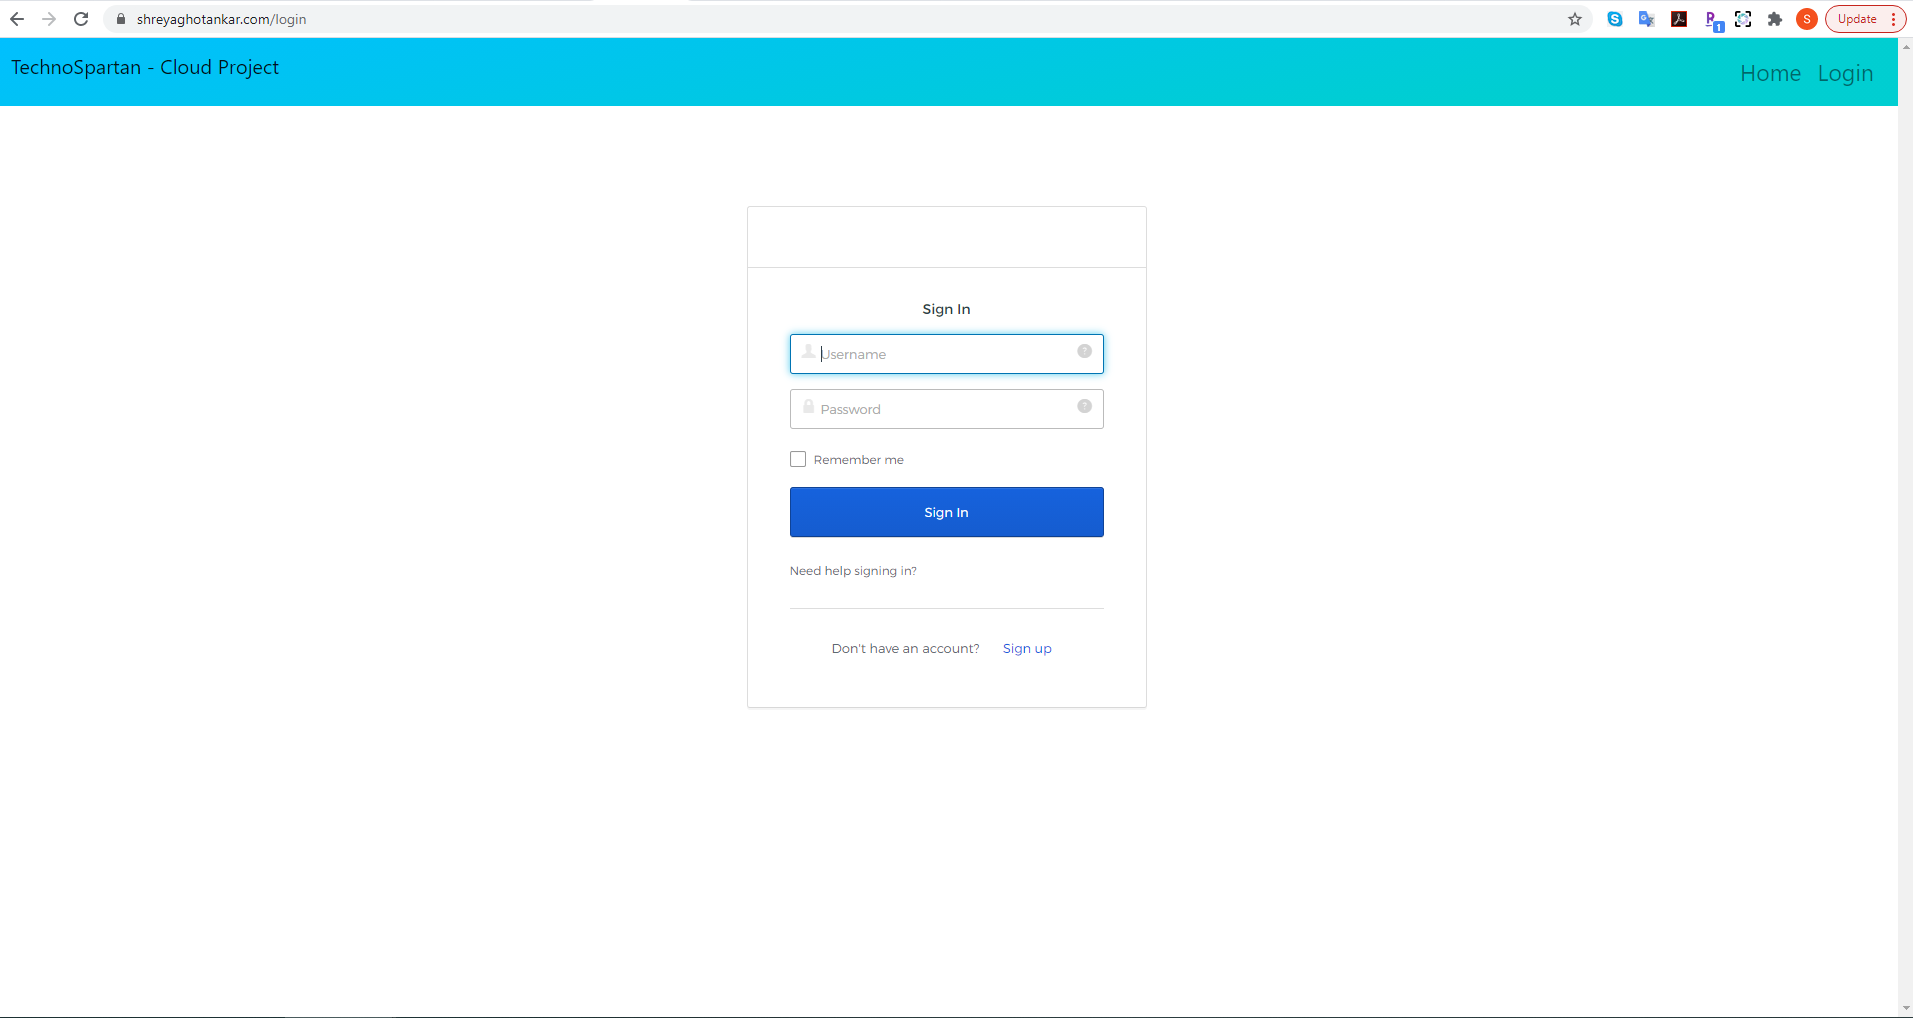 shreyaghotankar.com/login
S
1
S
Update
TechnoSpartan - Cloud Project
Home Login
Sign In
Username
?
Password
?
Remember me
Sign In
Need help signing in?
Don't have an account? Sign up